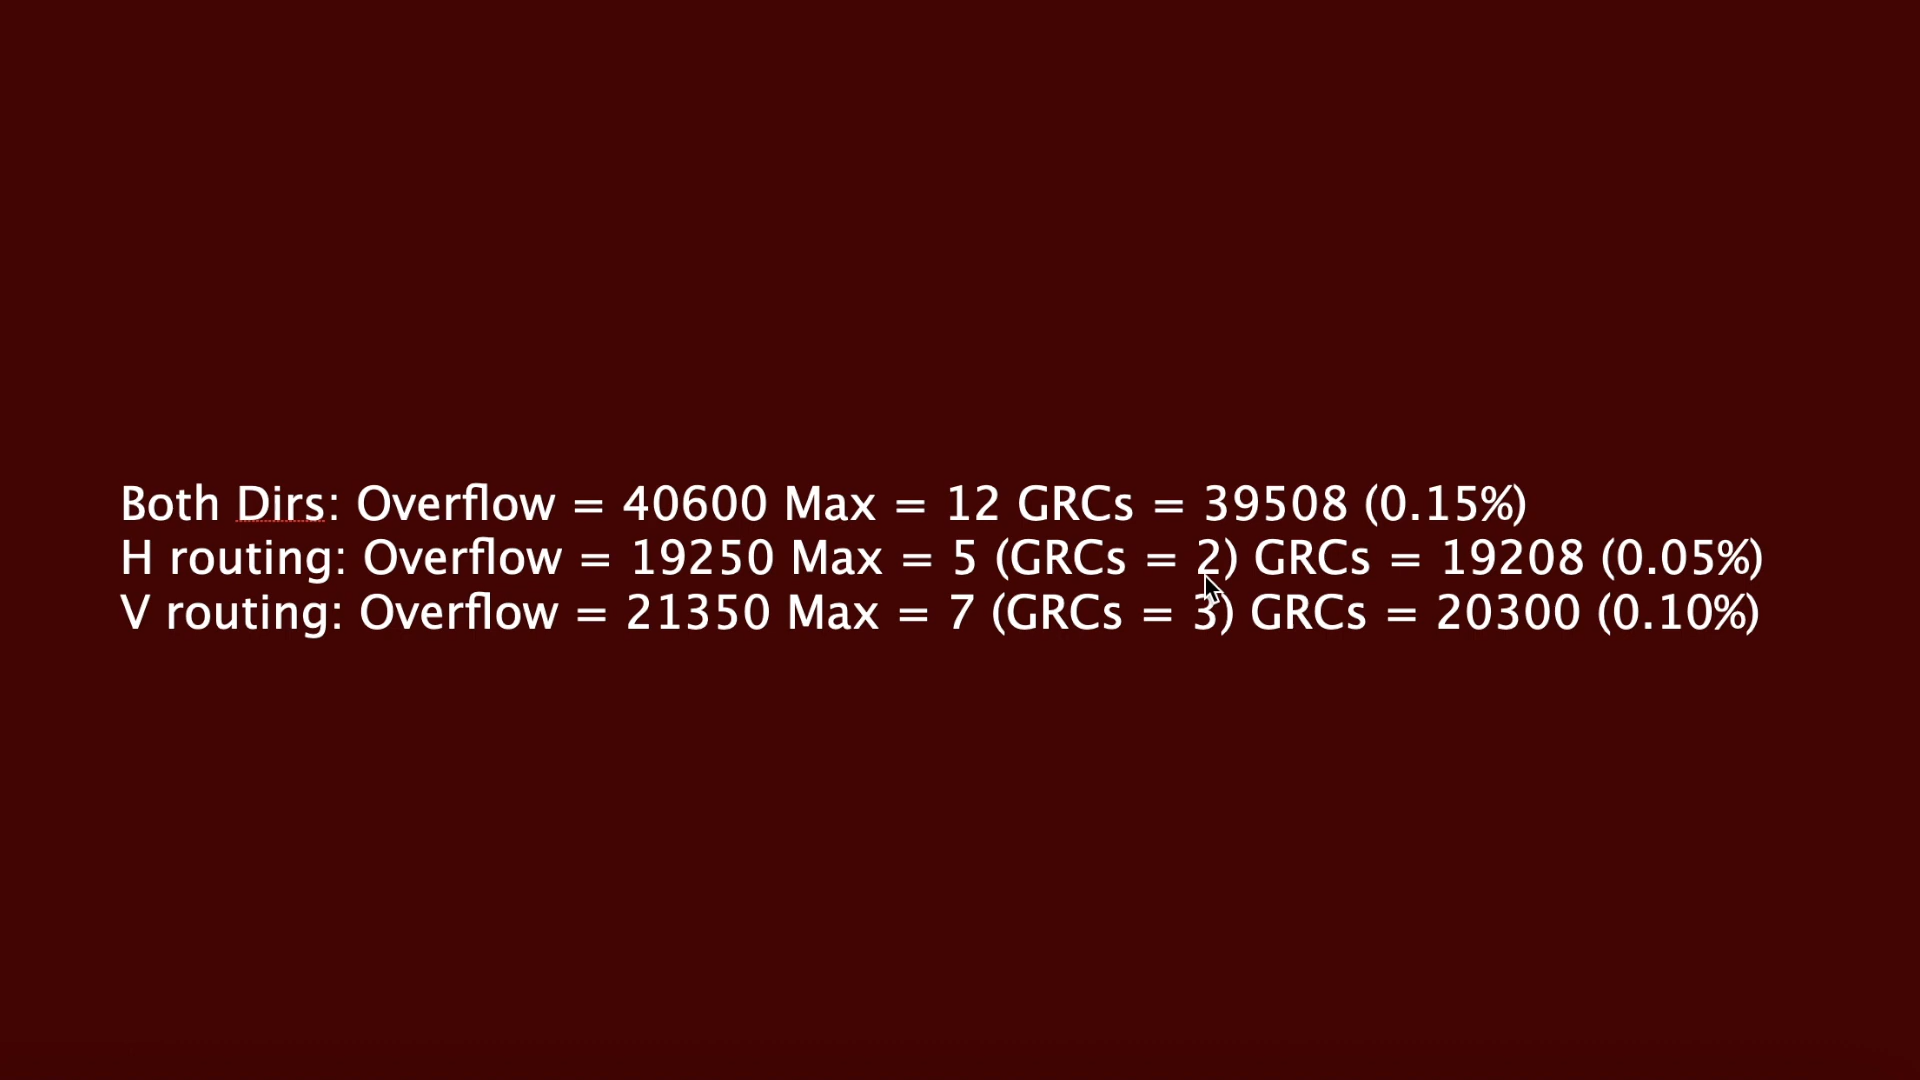 Both Dirs: Overflow = 40600 Max = 12 GRCs = 39508 (0.15%)
H routing: Overflow = 19250 Max = 5 (GRCs = 2) GRCs = 19208 (0.05%)
V routing: Overflow = 21350 Max = 7 (GRCs = 3) GRCs = 20300 (0.10%)